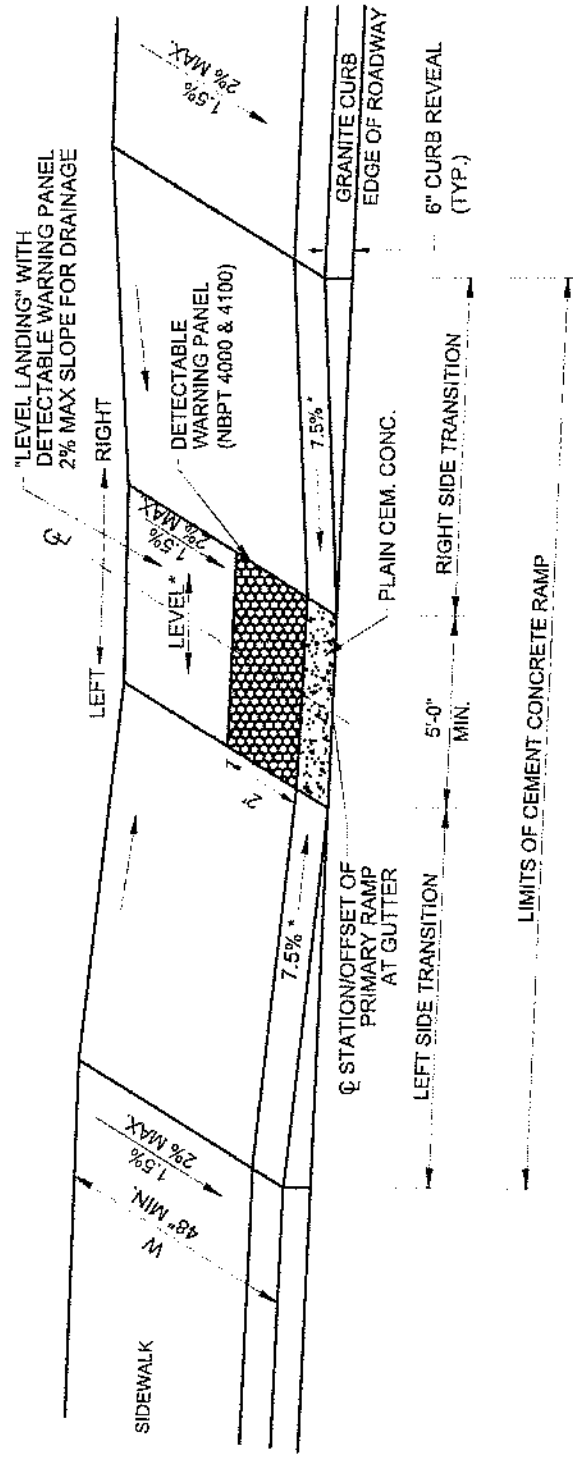 "LEVEL LANDING" WITH
DETECTABLE WARNING PANEL
2% MAX SLOPE FOR DRAINAGE
℄
LEFT
RIGHT
SIDEWALK
W
48" MIN.
1.5%
2% MAX.
LEVEL*
1.5%
2% MAX.
DETECTABLE
WARNING PANEL
(NBPT 4000 & 4100)
1.5%
2% MAX.
2'
7.5% *
7.5% *
GRANITE CURB
EDGE OF ROADWAY
6" CURB REVEAL
(TYP.)
PLAIN CEM. CONC.
℄ STATION/OFFSET OF
PRIMARY RAMP
AT GUTTER
LEFT SIDE TRANSITION
5'-0"
MIN.
RIGHT SIDE TRANSITION
LIMITS OF CEMENT CONCRETE RAMP